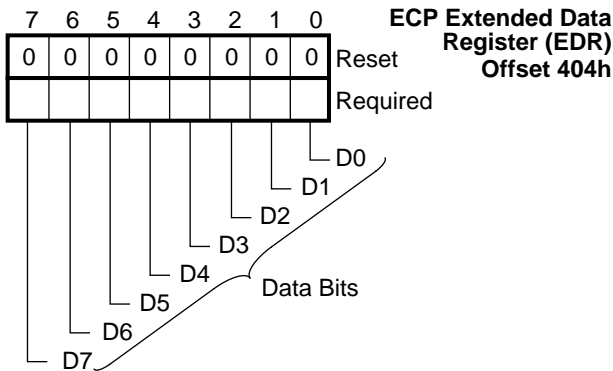 7 6 5 4 3 2 1 0
ECP Extended Data
Register (EDR)
Offset 404h
0 0 0 0 0 0 0 0 Reset
Required
D0
D1
D2
D3
D4
Data Bits
D5
D6
D7